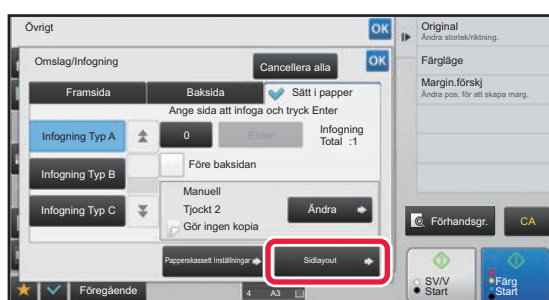 Övrigt
OK
Omslag/Infogning
Cancellera alla
OK
Framsida
Baksida
Sätt i papper
Ange sida att infoga och tryck Enter
Infogning Typ A
0
Enter
Infogning
Total :1
Före baksidan
Infogning Typ B
Infogning Typ C
Manuell
Tjockt 2
Gör ingen kopia
Ändra
Papperskassett Inställningar
Sidlayout
Föregående
4
A3
Original
Ändra storlek/riktning.
Färgläge
Margin.förskj
Ändra pos. för att skapa marg.
Förhandsgr.
CA
SV/V
Start
Färg
Start